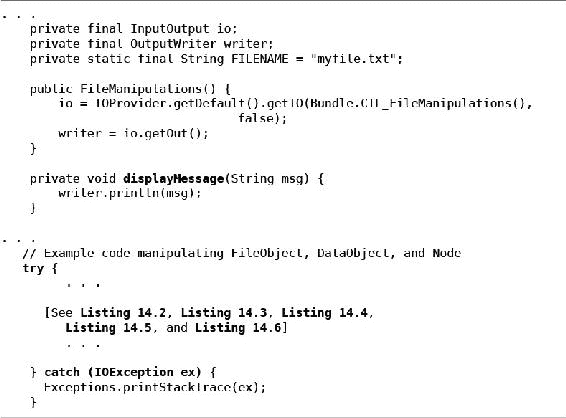 . . .
private final InputOutput io;
private final OutputWriter writer;
private static final String FILENAME = "myfile.txt";
public FileManipulations() {
io = IOProvider.getDefault().getIO(Bundle.CTL_FileManipulations(),
false);
writer = io.getOut();
}
private void displayMessage(String msg) {
writer.println(msg);
}
. . .
// Example code manipulating FileObject, DataObject, and Node
try {
. . .
[See Listing 14.2, Listing 14.3, Listing 14.4,
Listing 14.5, and Listing 14.6]
. . .
} catch (IOException ex) {
Exceptions.printStackTrace(ex);
}